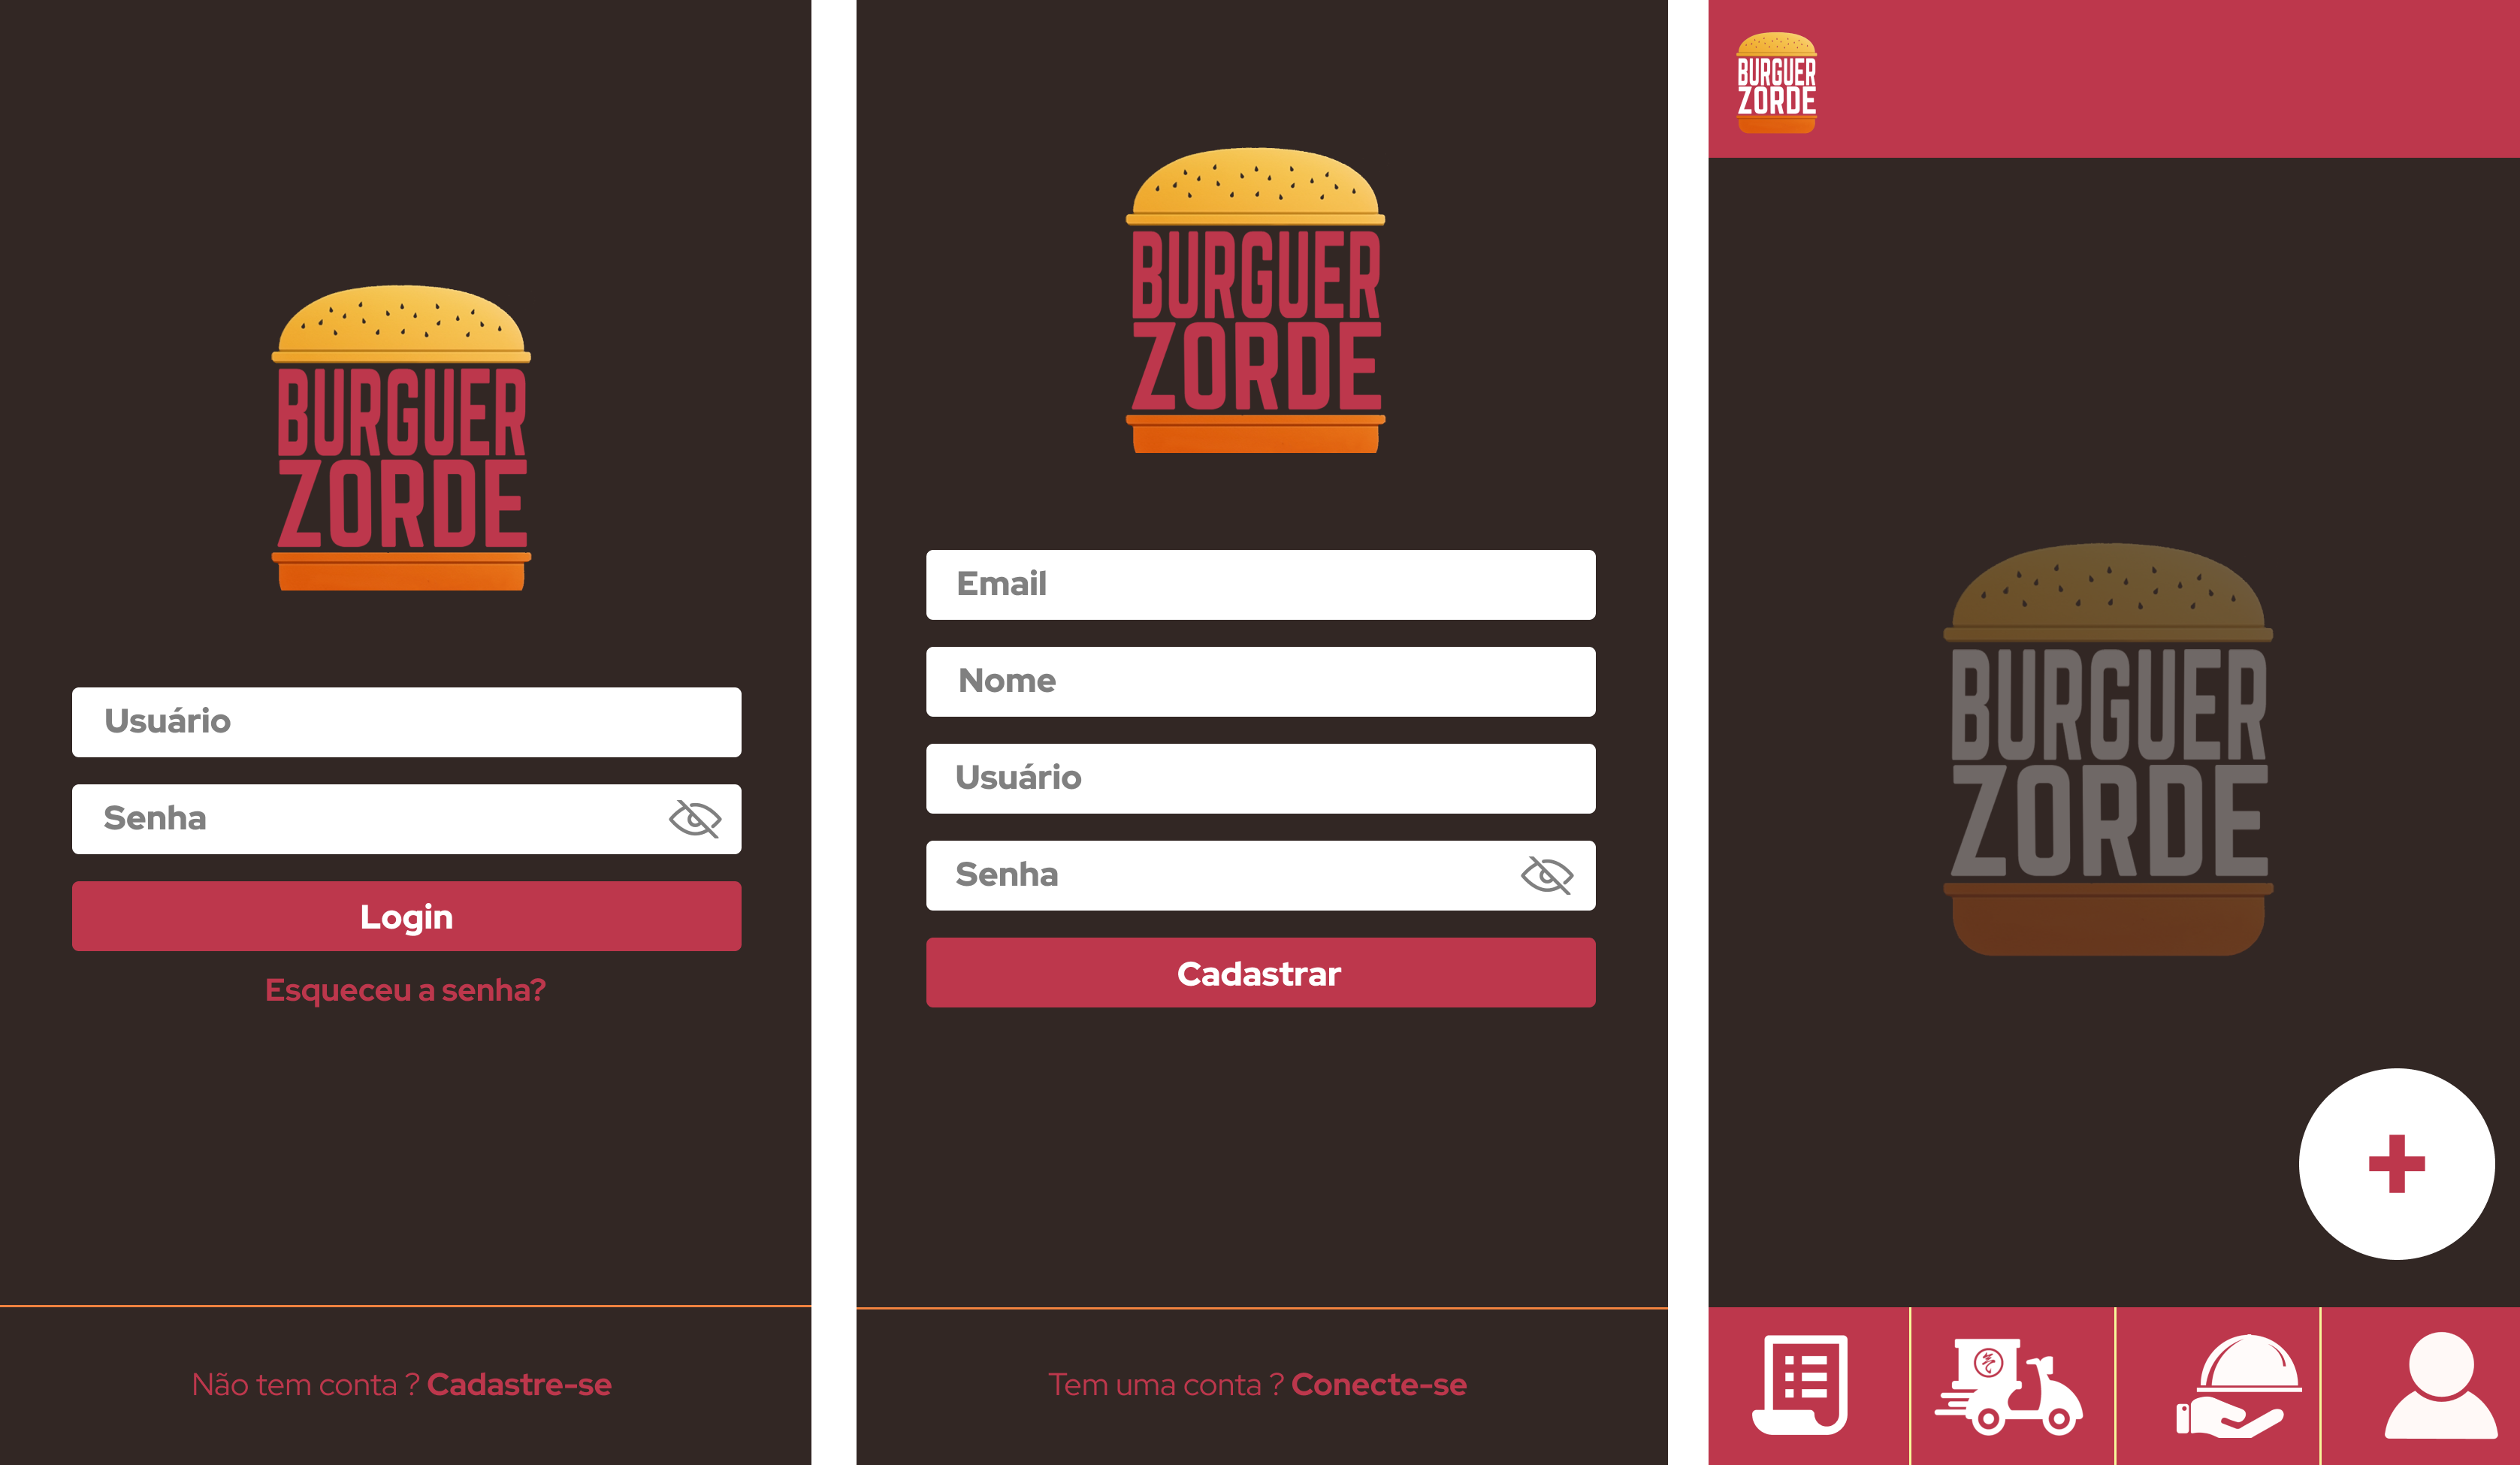 BURGUER
ZORDE
Usuário
Senha
Login
Esqueceu a senha?
Não tem conta ? Cadastre-se
BURGUER
ZORDE
Email
Nome
Usuário
Senha
Cadastrar
Tem uma conta ? Conecte-se
BURGUER
ZORDE
BURGUER
ZORDE
+